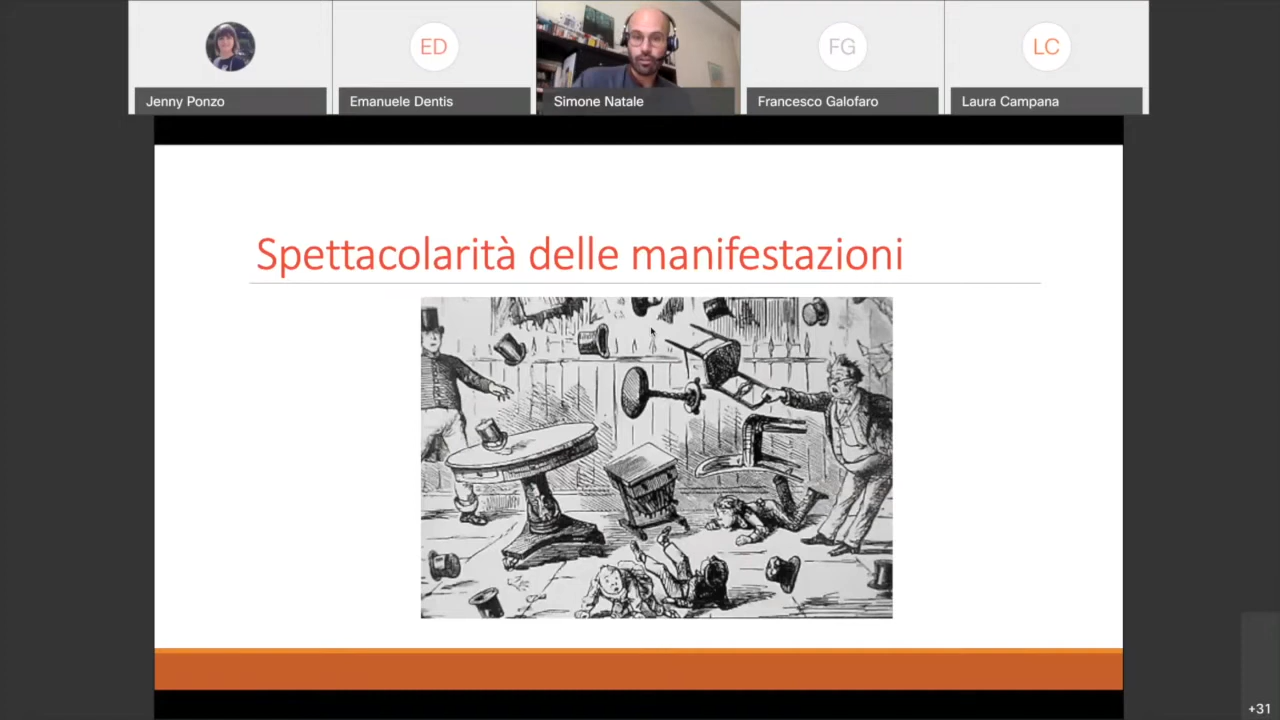 Jenny Ponzo
ED
Emanuele Dentis
Simone Natale
FG
Francesco Galofaro
LC
Laura Campana
Spettacolarità delle manifestazioni
+31